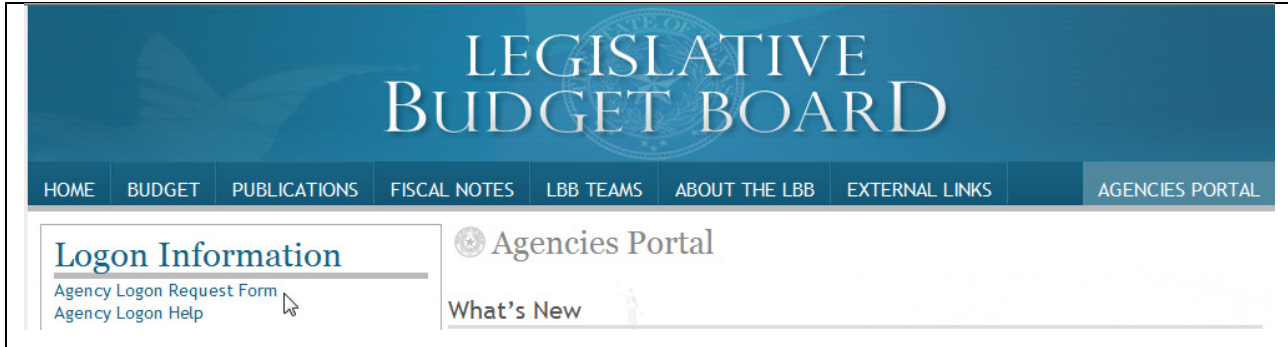 LEGISLATIVE
BUDGET BOARD
HOME BUDGET PUBLICATIONS FISCAL NOTES LBB TEAMS ABOUT THE LBB EXTERNAL LINKS AGENCIES PORTAL
Logon Information
Agency Logon Request Form
Agency Logon Help
Agencies Portal
What's New